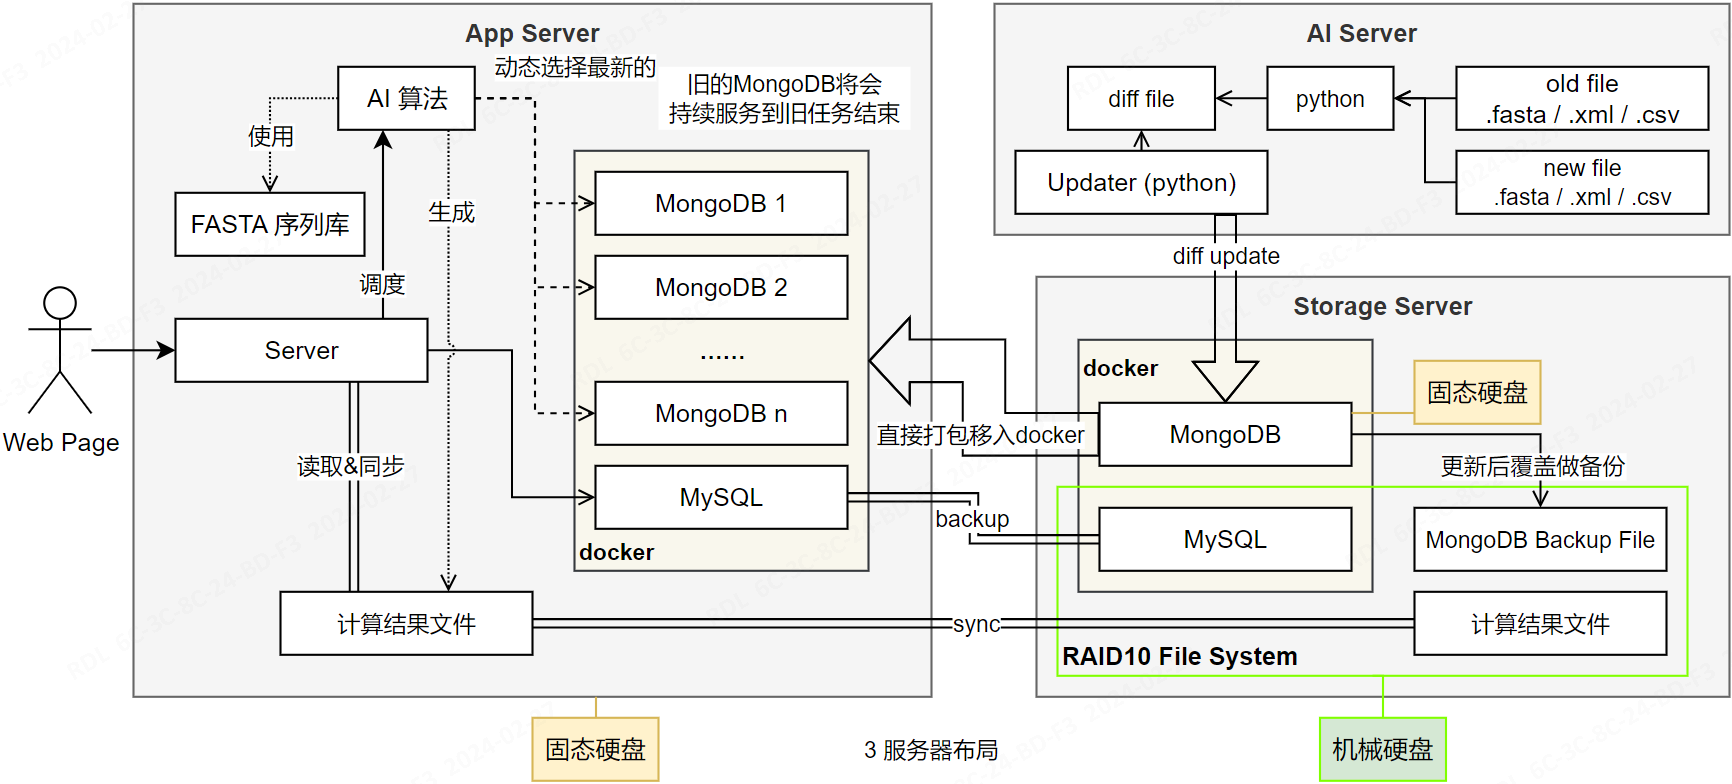 App Server
动态选择最新的
AI 算法
旧的MongoDB将会
持续服务到旧任务结束
使用
FASTA 序列库
生成
调度
Server
Web Page
读取&同步
MongoDB 1
MongoDB 2
......
MongoDB n
MySQL
docker
计算结果文件
固态硬盘
AI Server
diff file
python
old file
.fasta / .xml / .csv
new file
.fasta / .xml / .csv
Updater (python)
diff update
Storage Server
docker
固态硬盘
MongoDB
直接打包移入docker
更新后覆盖做备份
backup
MySQL
MongoDB Backup File
sync
计算结果文件
RAID10 File System
机械硬盘
3 服务器布局